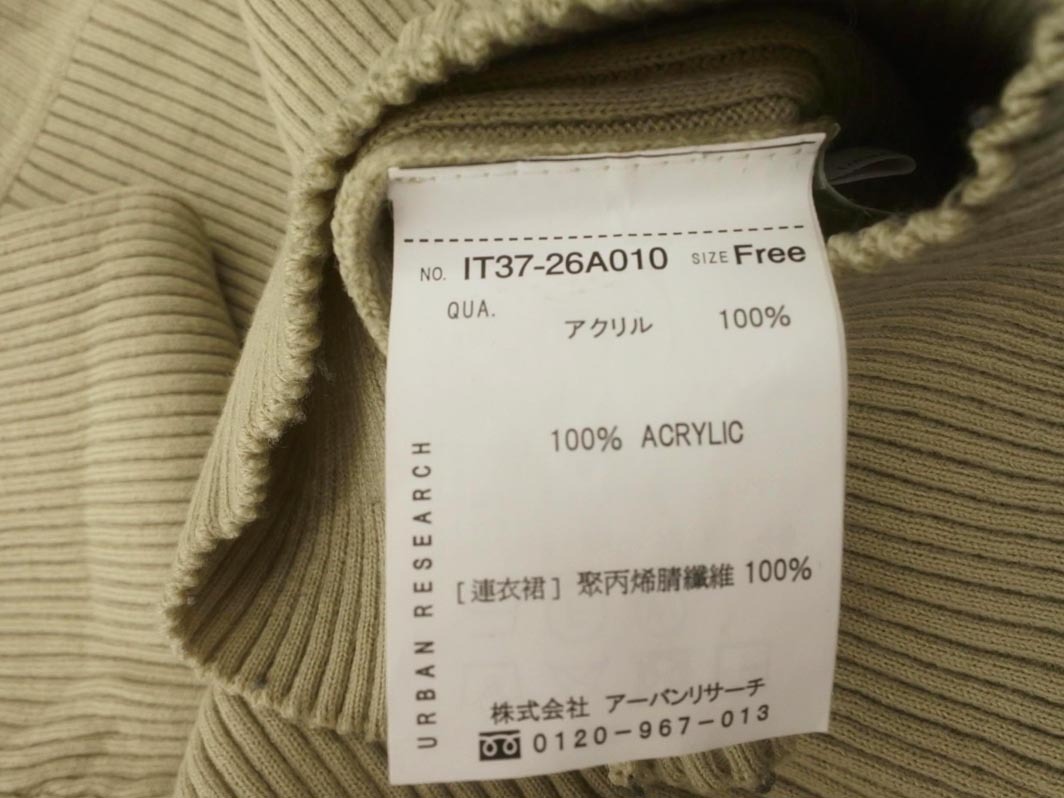 NO. IT37-26A010 SIZE Free
QUA.
アクリル 100%
100% ACRYLIC
[連衣裙] 聚丙烯腈纖維 100%
株式会社 アーバンリサーチ
0120-967-013
URBAN RESEARCH